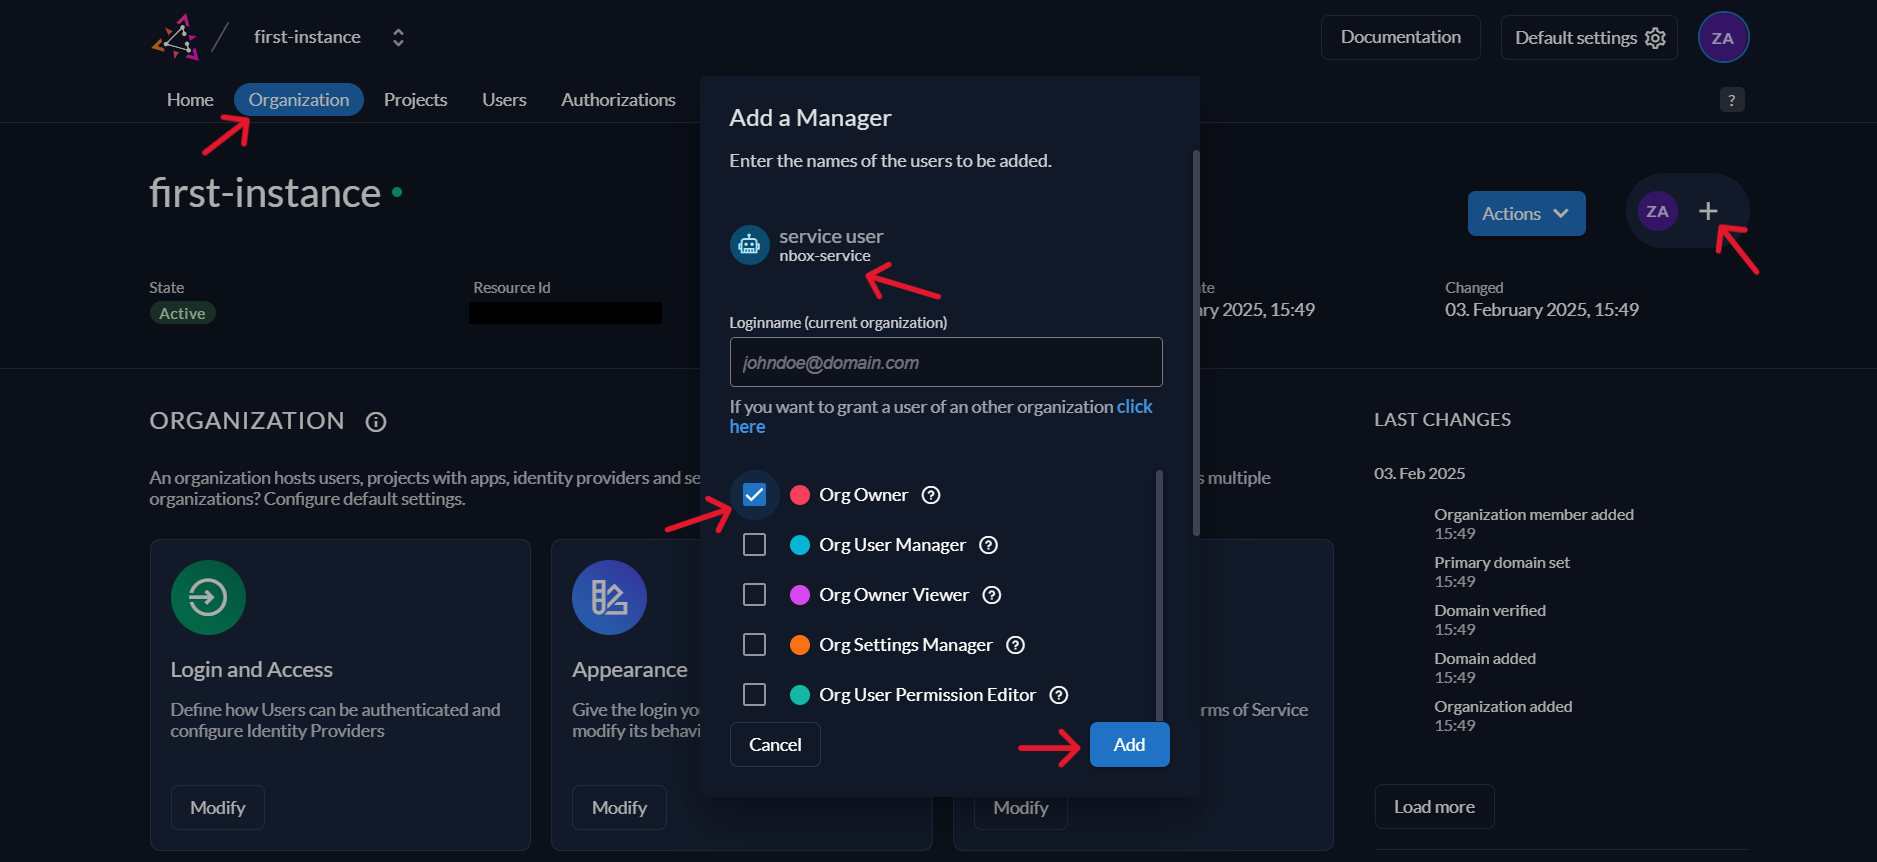 first-instance
Documentation
Default settings
ZA
Home
Organization
Projects
Users
Authorizations
?
Add a Manager
Enter the names of the users to be added.
first-instance
service user
nbox-service
Actions
ZA
State
Active
Resource Id
te
ry 2025, 15:49
Changed
03. February 2025, 15:49
Loginname (current organization)
johndoe@domain.com
If you want to grant a user of an other organization click
here
ORGANIZATION
An organization hosts users, projects with apps, identity providers and se
s multiple
organizations? Configure default settings.
Org Owner
Org User Manager
Org Owner Viewer
Org Settings Manager
Org User Permission Editor
Cancel
Add
Login and Access
Define how Users can be authenticated and
configure Identity Providers
Modify
Appearance
Give the login yo
modify its behavi
Modify
rms of Service
Modify
LAST CHANGES
03. Feb 2025
Organization member added
15:49
Primary domain set
15:49
Domain verified
15:49
Domain added
15:49
Organization added
15:49
Load more